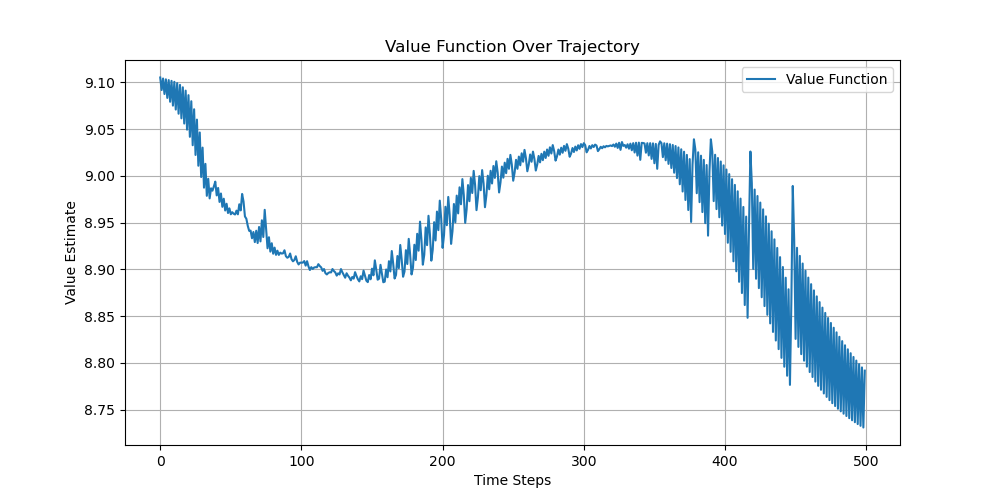 Value Function Over Trajectory
Value Function
Value Estimate
9.10
9.05
9.00
8.95
8.90
8.85
8.80
8.75
0 100 200 300 400 500
Time Steps